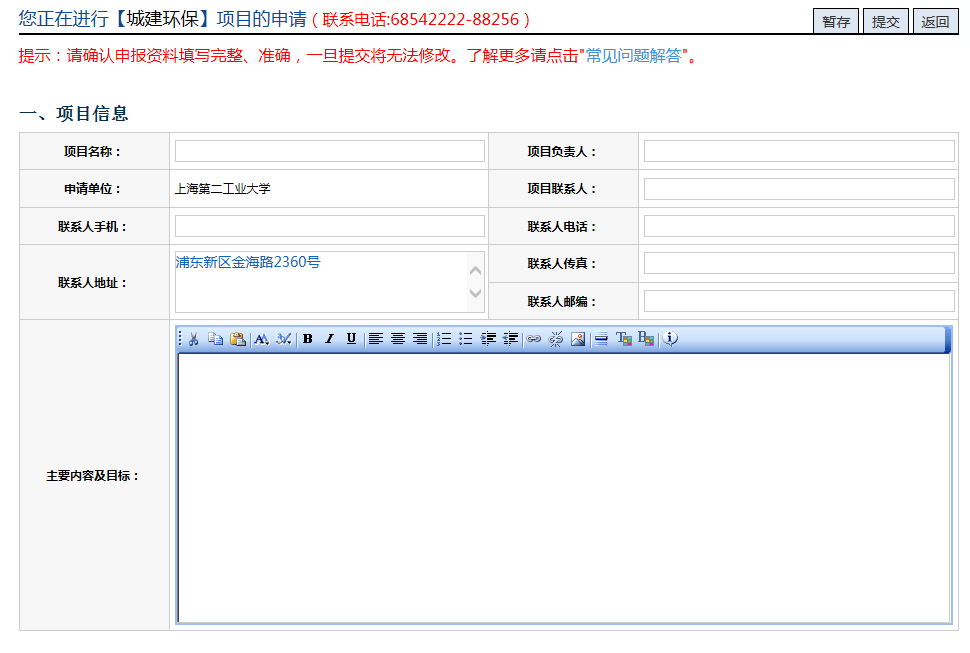 您正在进行【城建环保】项目的申请（联系电话:68542222-88256）
暂存 提交 返回
提示：请确认申报资料填写完整、准确，一旦提交将无法修改。了解更多请点击"常见问题解答"。
一、项目信息
项目名称： 项目负责人：
申请单位： 上海第二工业大学 项目联系人：
联系人手机： 联系人电话：
联系人地址： 浦东新区金海路2360号 联系人传真：
联系人邮编：
B I U
主要内容及目标：